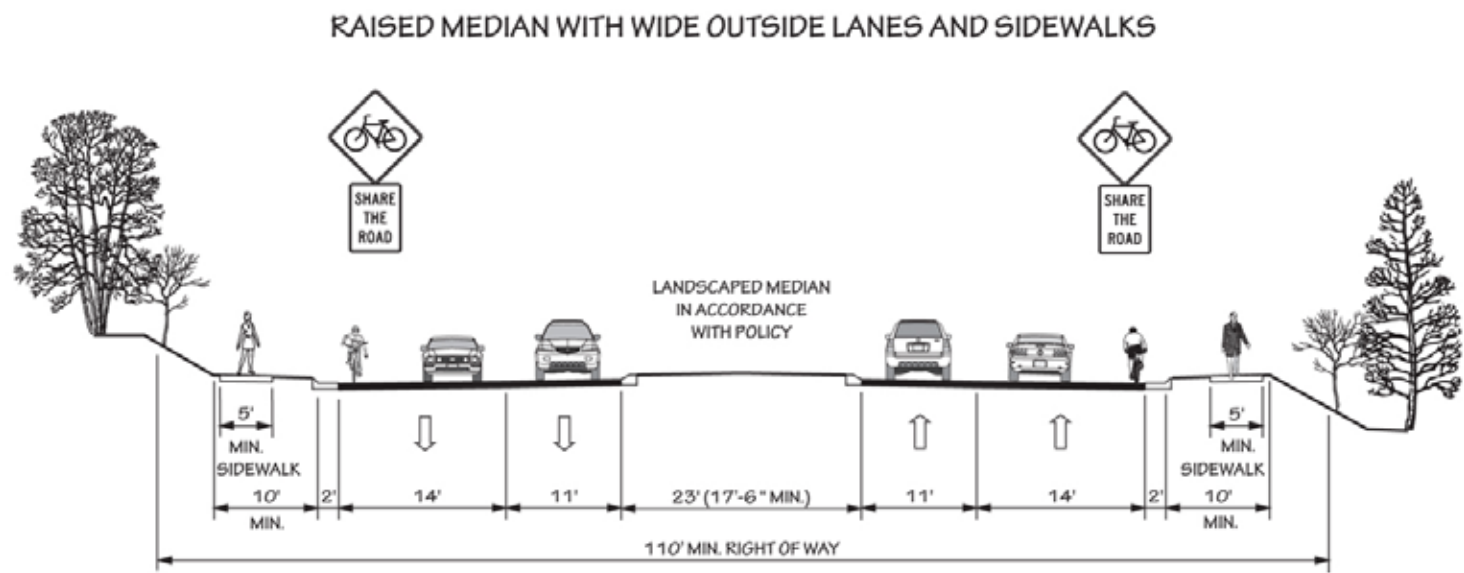 RAISED MEDIAN WITH WIDE OUTSIDE LANES AND SIDEWALKS
SHARE
THE
ROAD
SHARE
THE
ROAD
LANDSCAPED MEDIAN
IN ACCORDANCE
WITH POLICY
5'
MIN.
SIDEWALK
5'
MIN.
SIDEWALK
10'
MIN.
2'
14'
11'
23' (17'-6" MIN.)
11'
14'
2'
10'
MIN.
110' MIN. RIGHT OF WAY